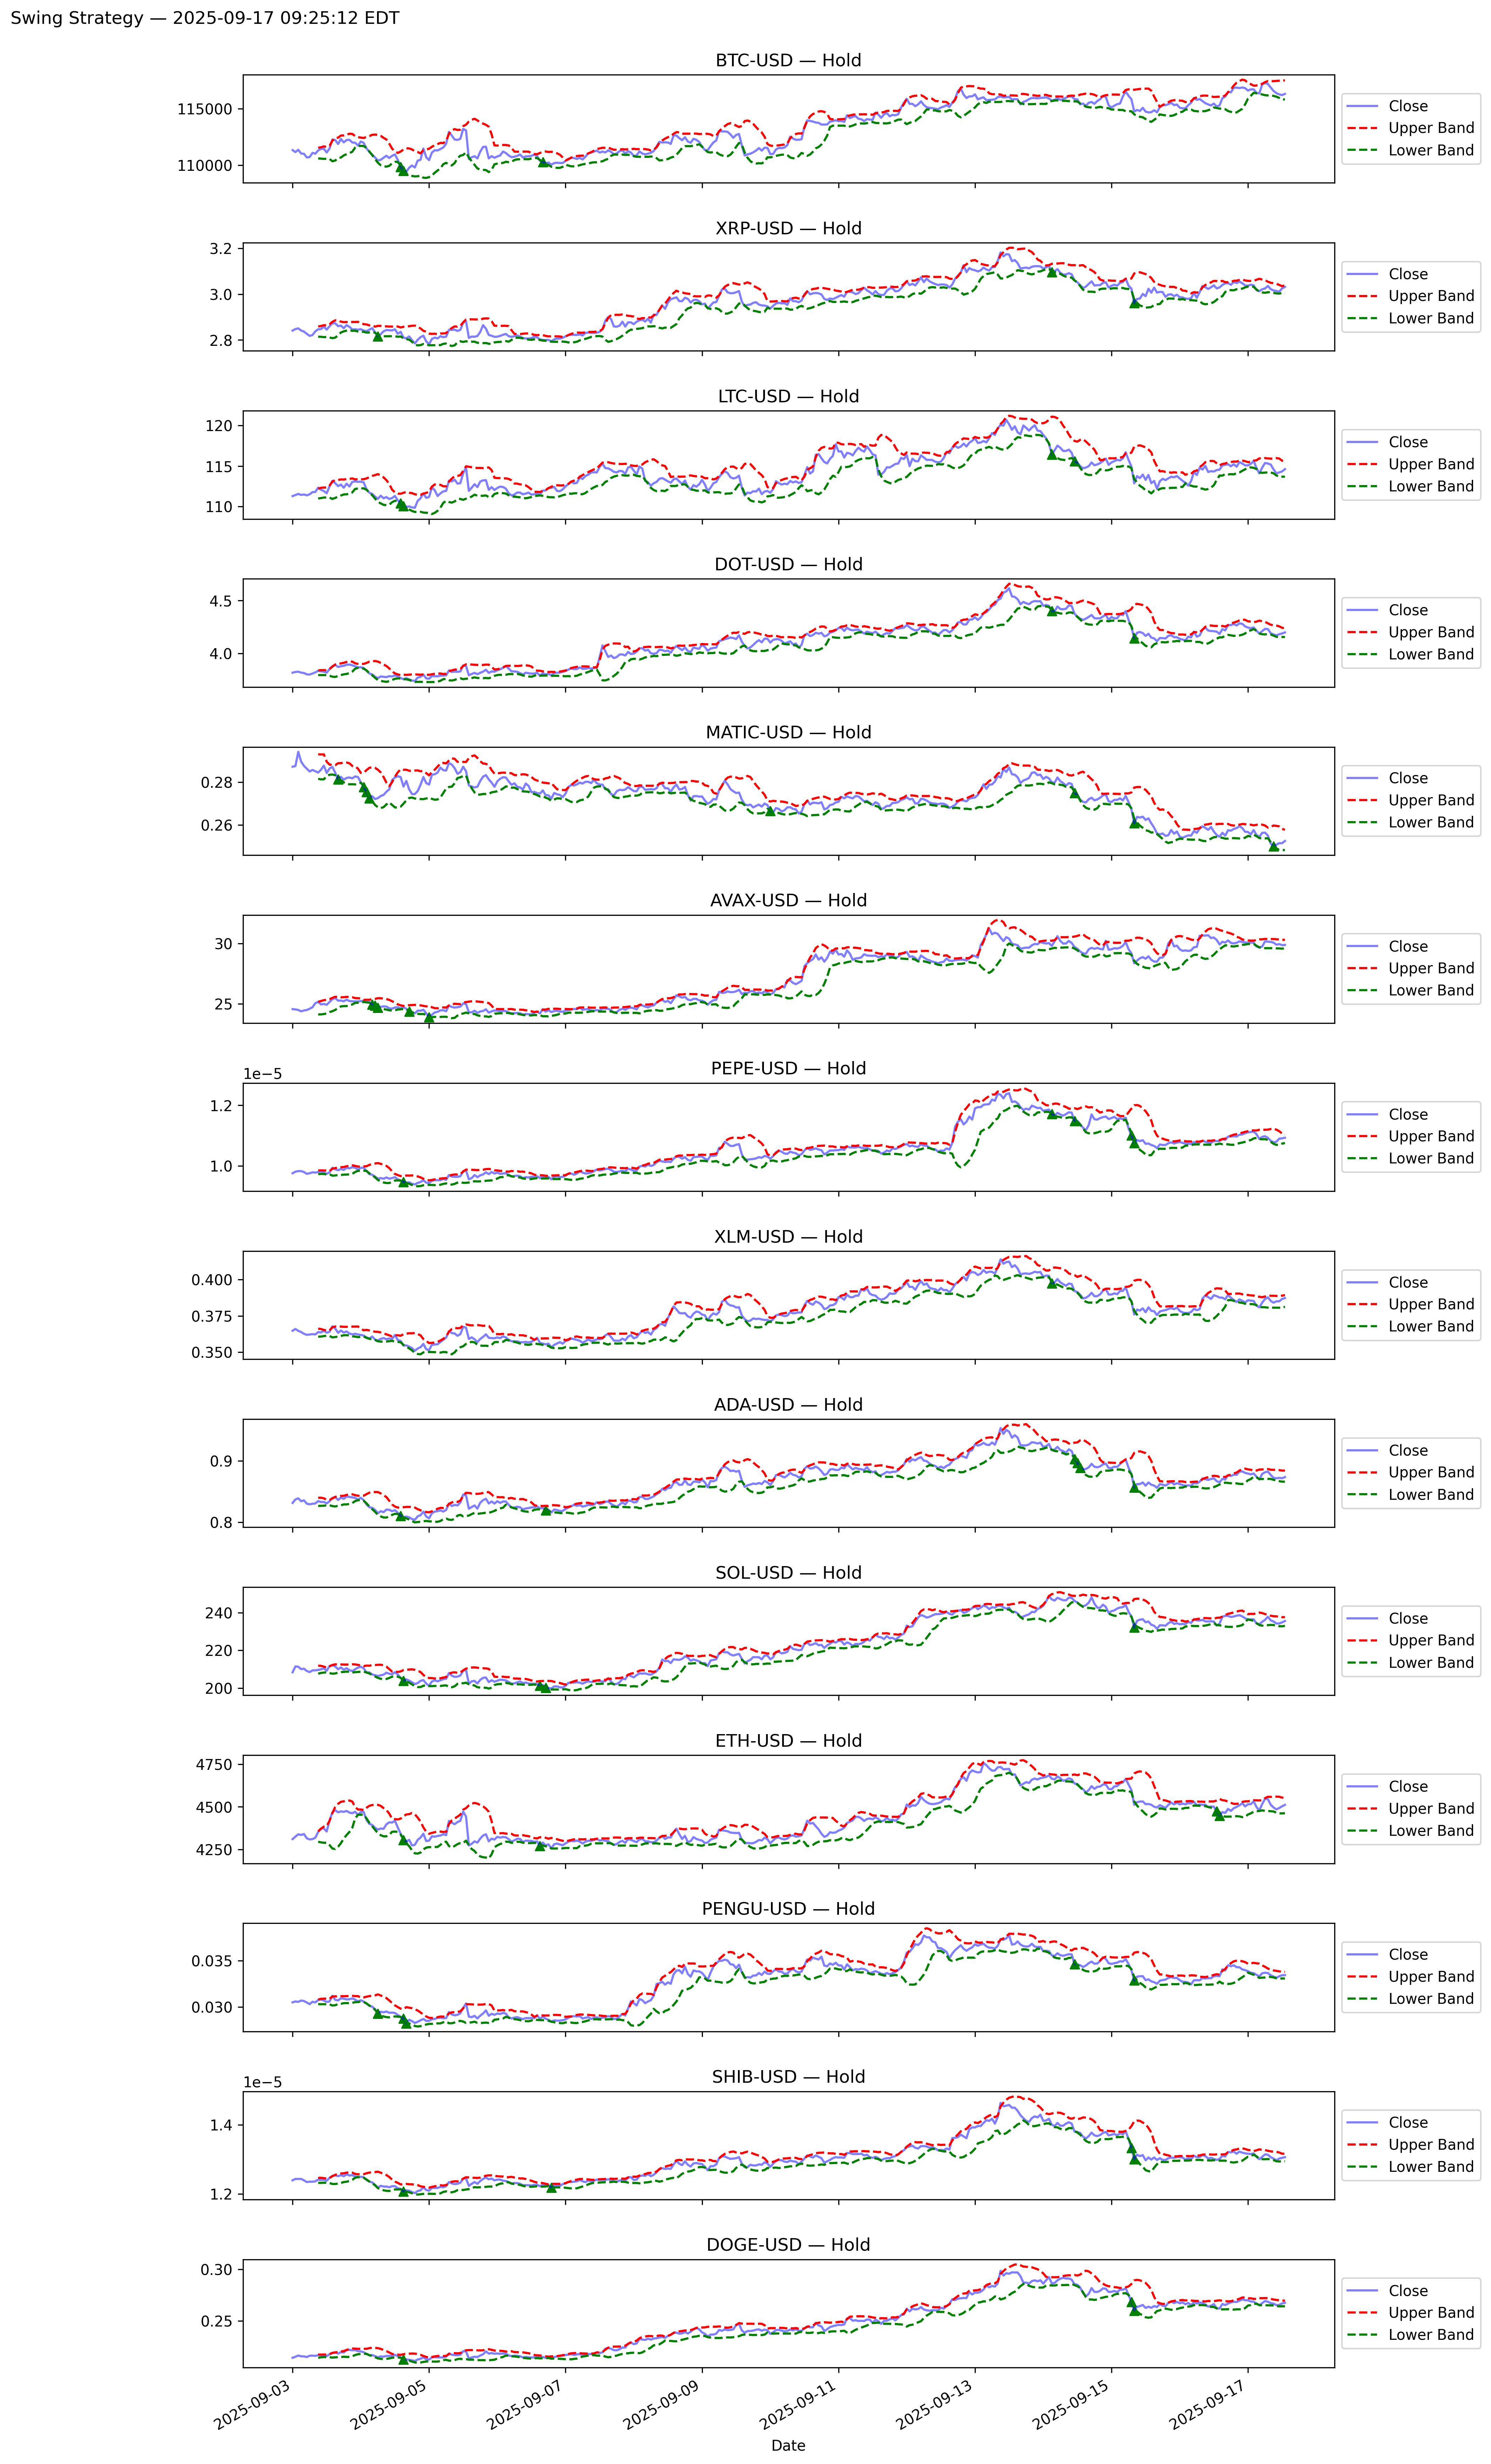 Swing Strategy — 2025-09-17 09:25:12 EDT
BTC-USD — Hold
115000
110000
Close
Upper Band
Lower Band
XRP-USD — Hold
3.2
3.0
2.8
Close
Upper Band
Lower Band
LTC-USD — Hold
120
115
110
Close
Upper Band
Lower Band
DOT-USD — Hold
4.5
4.0
Close
Upper Band
Lower Band
MATIC-USD — Hold
0.28
0.26
Close
Upper Band
Lower Band
AVAX-USD — Hold
30
25
Close
Upper Band
Lower Band
PEPE-USD — Hold
1e−5
1.2
1.0
Close
Upper Band
Lower Band
XLM-USD — Hold
0.400
0.375
0.350
Close
Upper Band
Lower Band
ADA-USD — Hold
0.9
0.8
Close
Upper Band
Lower Band
SOL-USD — Hold
240
220
200
Close
Upper Band
Lower Band
ETH-USD — Hold
4750
4500
4250
Close
Upper Band
Lower Band
PENGU-USD — Hold
0.035
0.030
Close
Upper Band
Lower Band
SHIB-USD — Hold
1e−5
1.4
1.2
Close
Upper Band
Lower Band
DOGE-USD — Hold
0.30
0.25
Close
Upper Band
Lower Band
2025-09-03
2025-09-05
2025-09-07
2025-09-09
2025-09-11
2025-09-13
2025-09-15
2025-09-17
Date